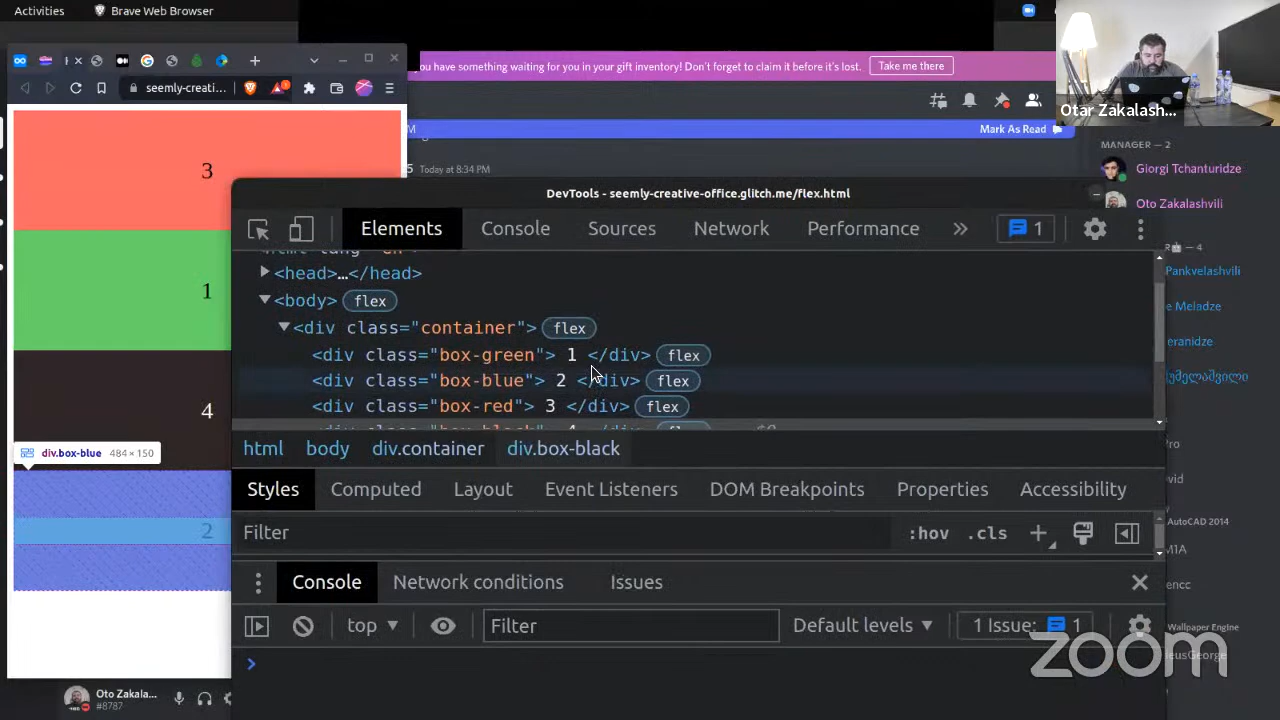 Activities
Brave Web Browser
you have something waiting for you in your gift inventory! Don't forget to claim it before it's lost.
Take me there
seemly-creati...
Mark As Read
Otar Zakalash...
5 Today at 8:34 PM
MANAGER — 2
Giorgi Tchanturidze
Oto Zakalashvili
3
1
4
2
div.box-blue 484 × 150
DevTools - seemly-creative-office.glitch.me/flex.html
Elements
Console
Sources
Network
Performance
»
1
<head>…</head>
<body> flex
<div class="container"> flex
<div class="box-green"> 1 </div> flex
<div class="box-blue"> 2 </div> flex
<div class="box-red"> 3 </div> flex
html body div.container div.box-black
Styles Computed Layout Event Listeners DOM Breakpoints Properties Accessibility
Filter
:hov .cls
Console Network conditions Issues
top
Filter
Default levels
1 Issue: 1
Pankvelashvili
e Meladze
eranidze
AutoCAD 2014
encc
Wallpaper Engine
eusGeorge
zoom
Oto Zakala...
#8787